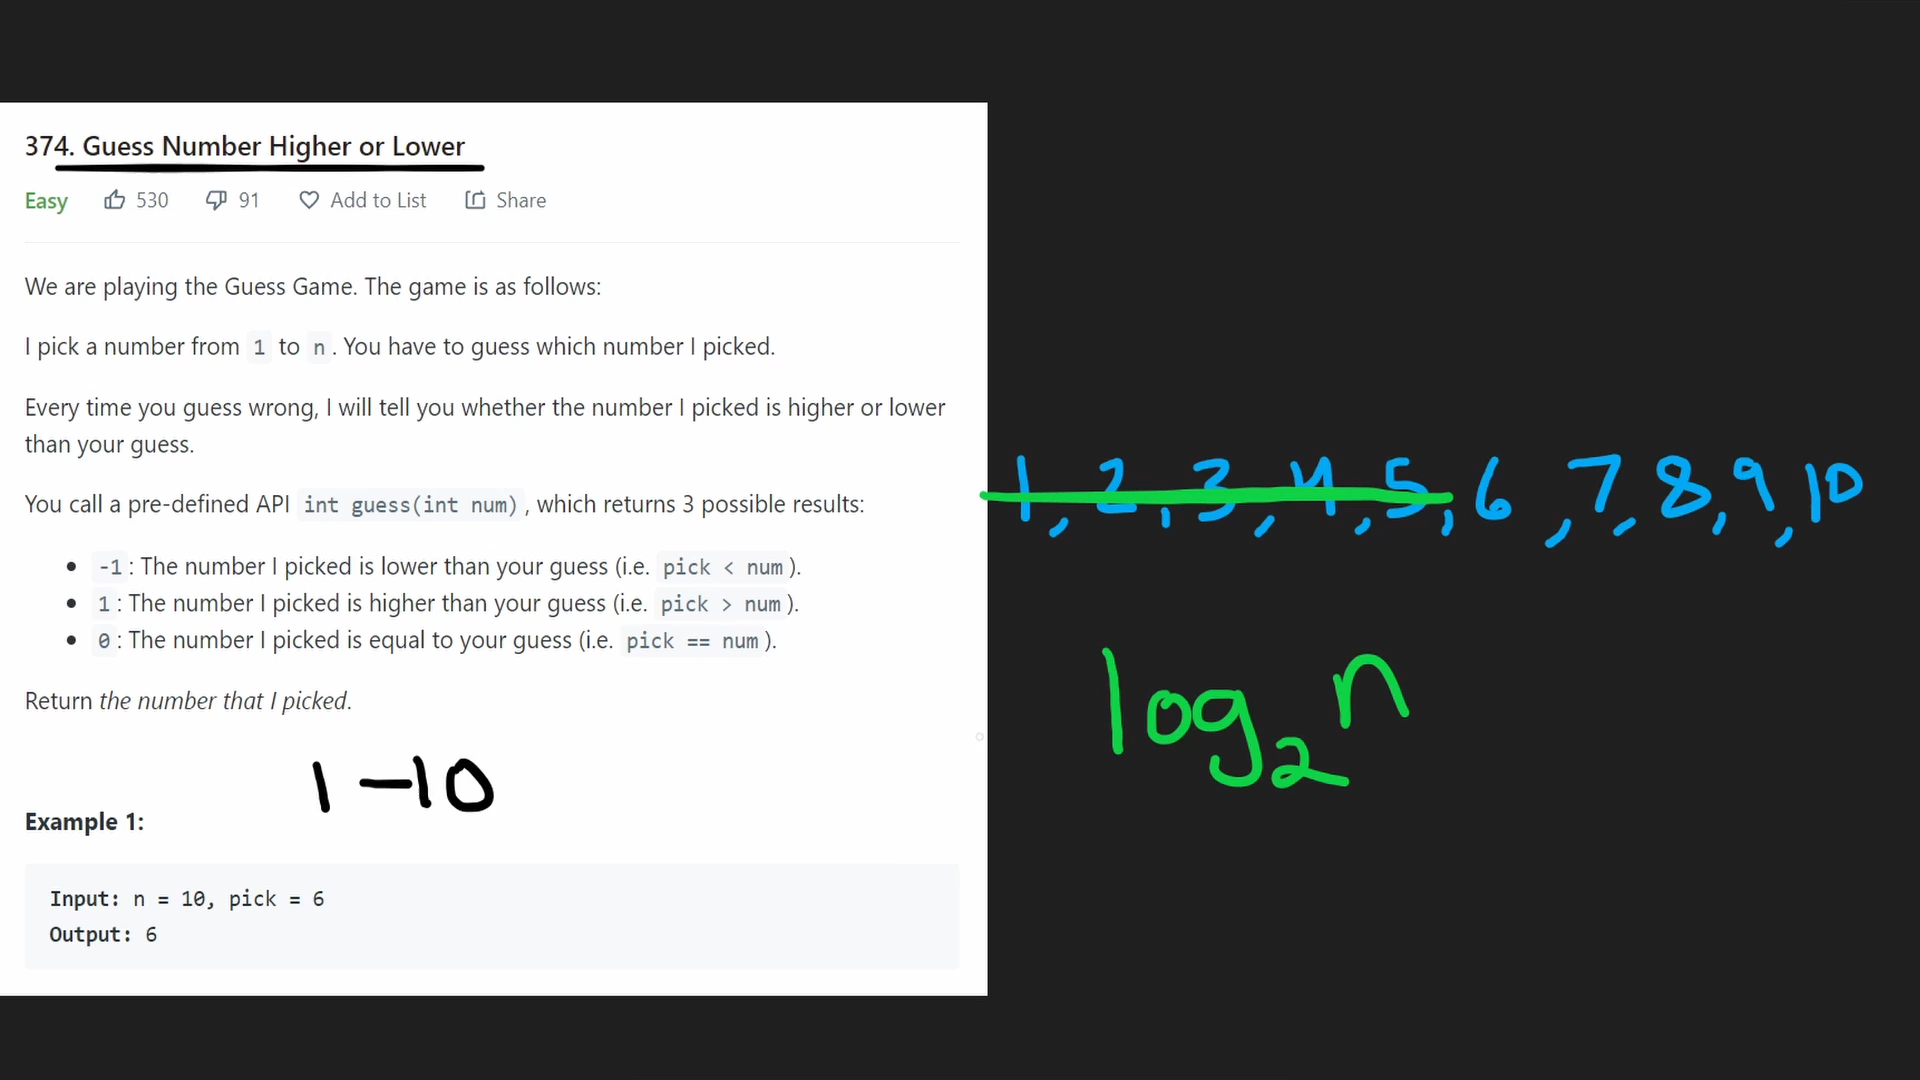 374. Guess Number Higher or Lower
Easy 530 91 Add to List Share
We are playing the Guess Game. The game is as follows:
I pick a number from 1 to n. You have to guess which number I picked.
Every time you guess wrong, I will tell you whether the number I picked is higher or lower
than your guess.
You call a pre-defined API int guess(int num), which returns 3 possible results:
• -1: The number I picked is lower than your guess (i.e. pick < num).
• 1: The number I picked is higher than your guess (i.e. pick > num).
• 0: The number I picked is equal to your guess (i.e. pick == num).
Return the number that I picked.
1 - 10
Example 1:
Input: n = 10, pick = 6
Output: 6
1, 2, 3, 4, 5, 6, 7, 8, 9, 10
log₂ n